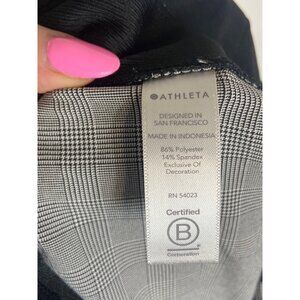 ATHLETA
DESIGNED IN
SAN FRANCISCO
MADE IN INDONESIA
86% Polyester
14% Spandex
Exclusive Of
Decoration
RN 54023
Certified
B
Corporation